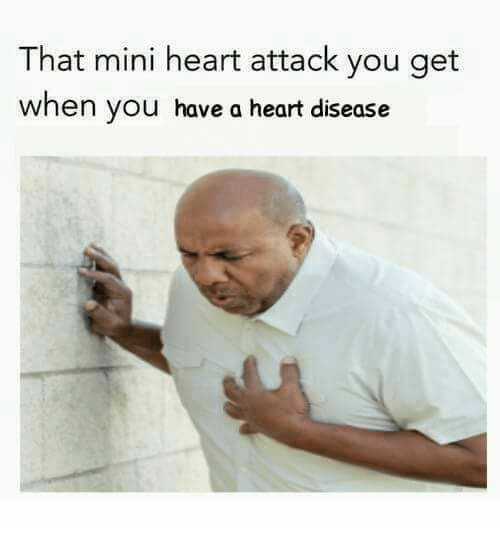 That mini heart attack you get
when you have a heart disease